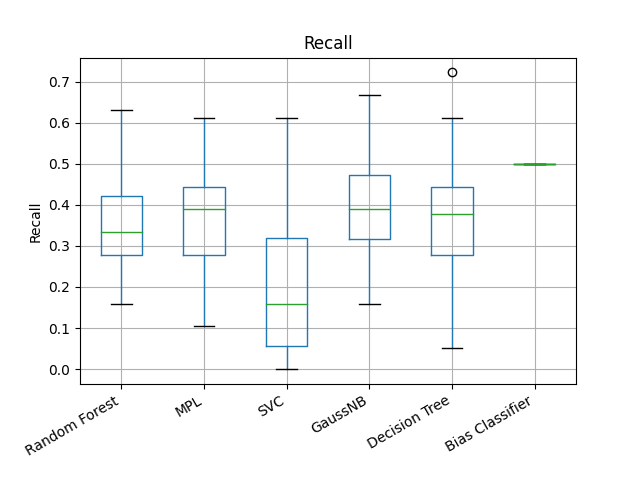 Recall
Recall
0.7
0.6
0.5
0.4
0.3
0.2
0.1
0.0
Random Forest
MPL
SVC
GaussNB
Decision Tree
Bias Classifier